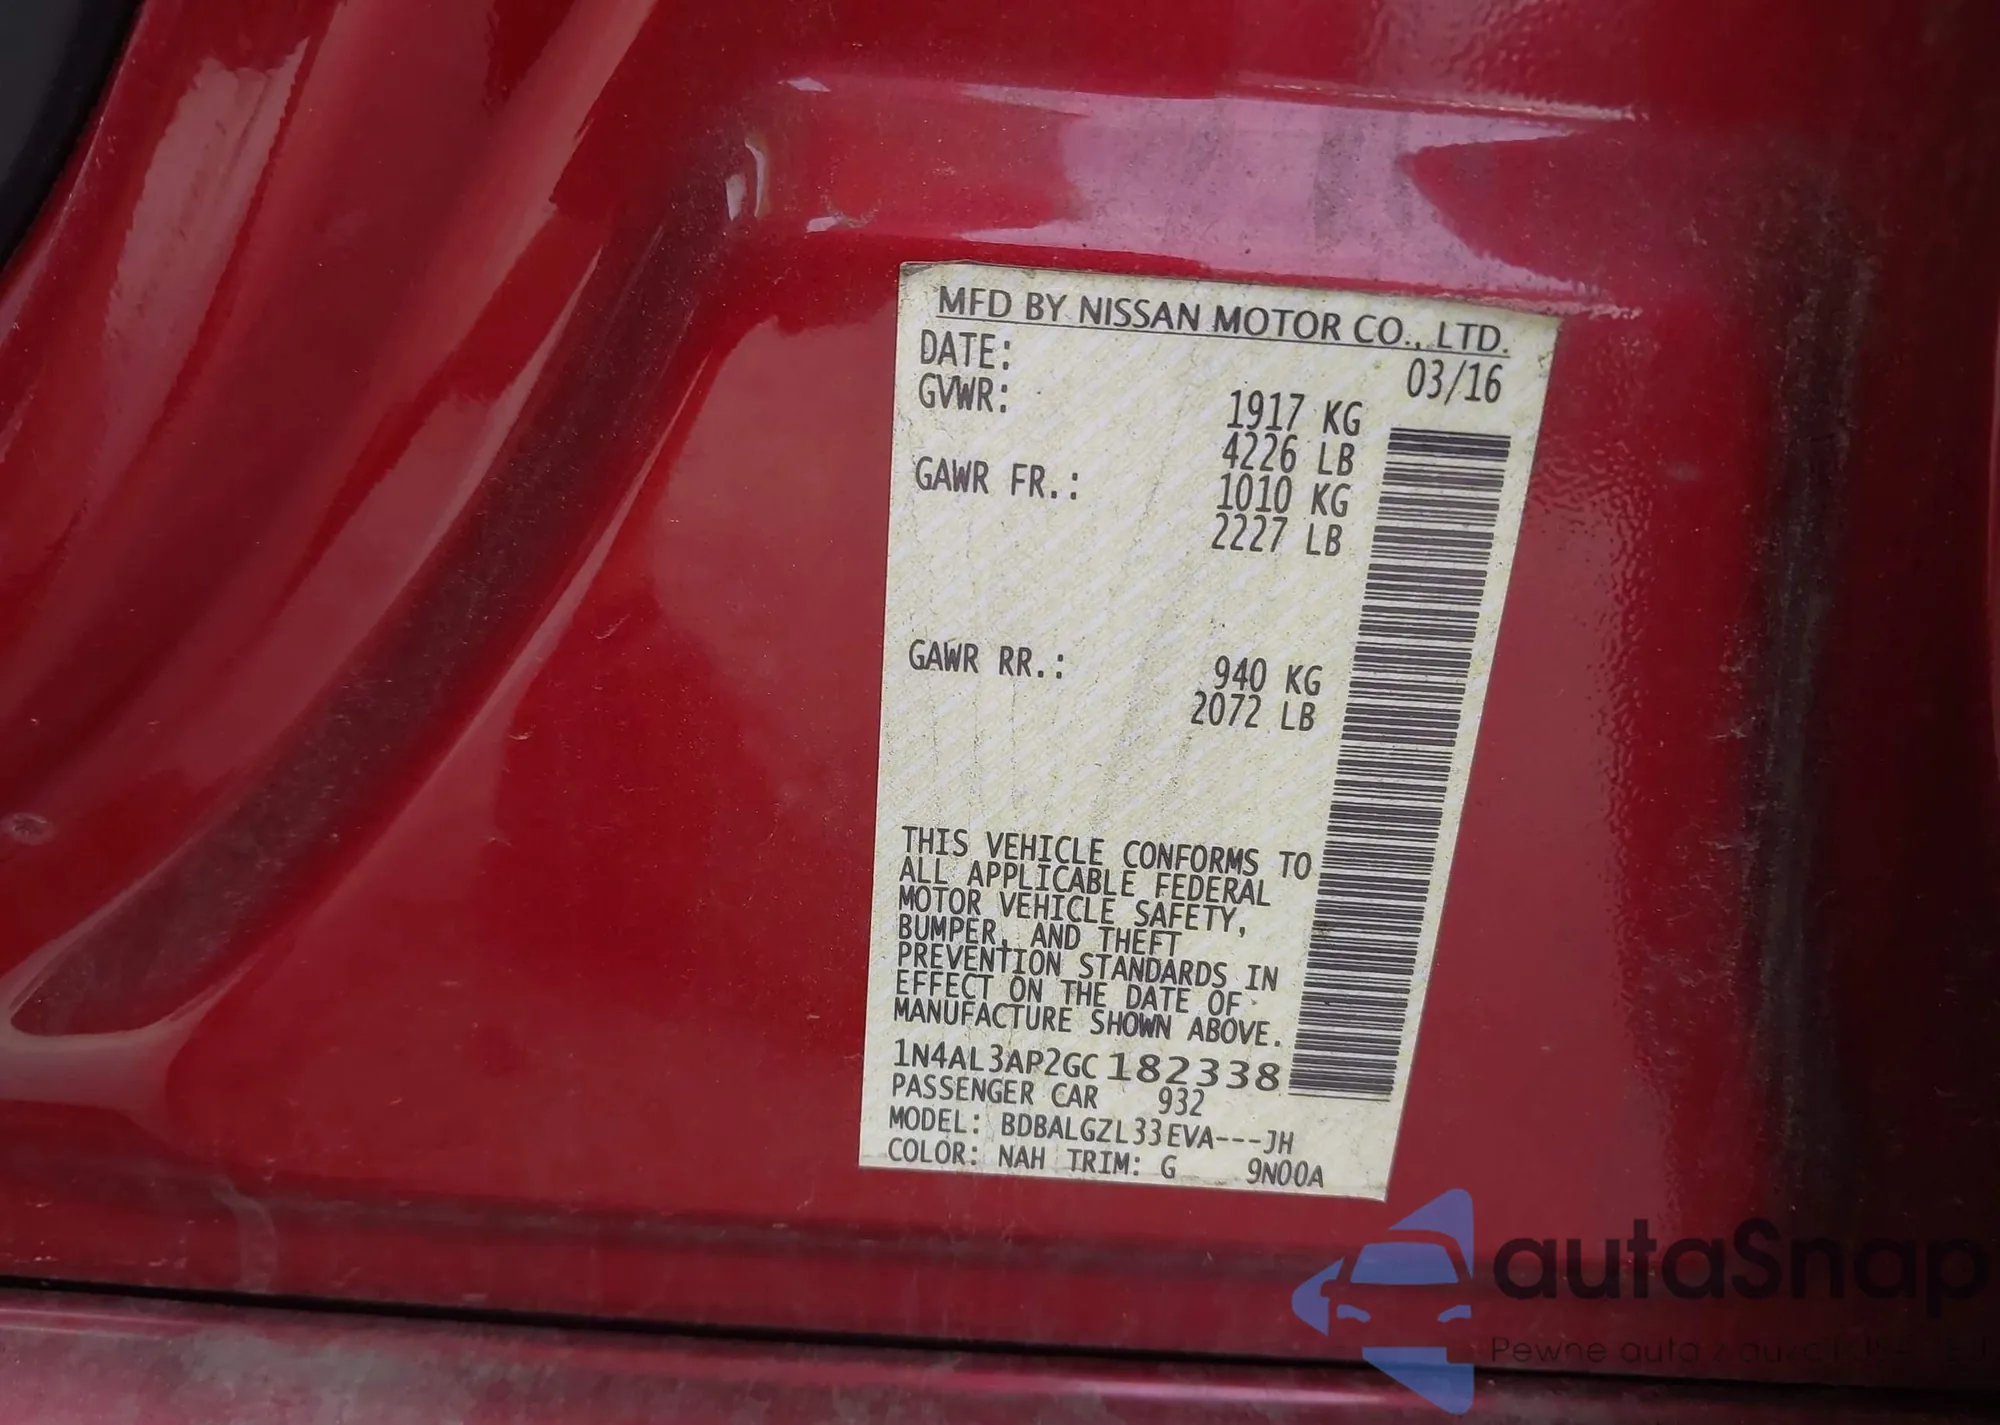 MFD BY NISSAN MOTOR CO., LTD.
DATE: 03/16
GVWR: 1917 KG
4226 LB
GAWR FR.: 1010 KG
2227 LB
GAWR RR.: 940 KG
2072 LB
THIS VEHICLE CONFORMS TO
ALL APPLICABLE FEDERAL
MOTOR VEHICLE SAFETY,
BUMPER, AND THEFT
PREVENTION STANDARDS IN
EFFECT ON THE DATE OF
MANUFACTURE SHOWN ABOVE.
1N4AL3AP2GC182338
PASSENGER CAR 932
MODEL: BDBALGZL33EVA---JH
COLOR: NAH TRIM: G 9N00A
autaSnap
Pewne auta z